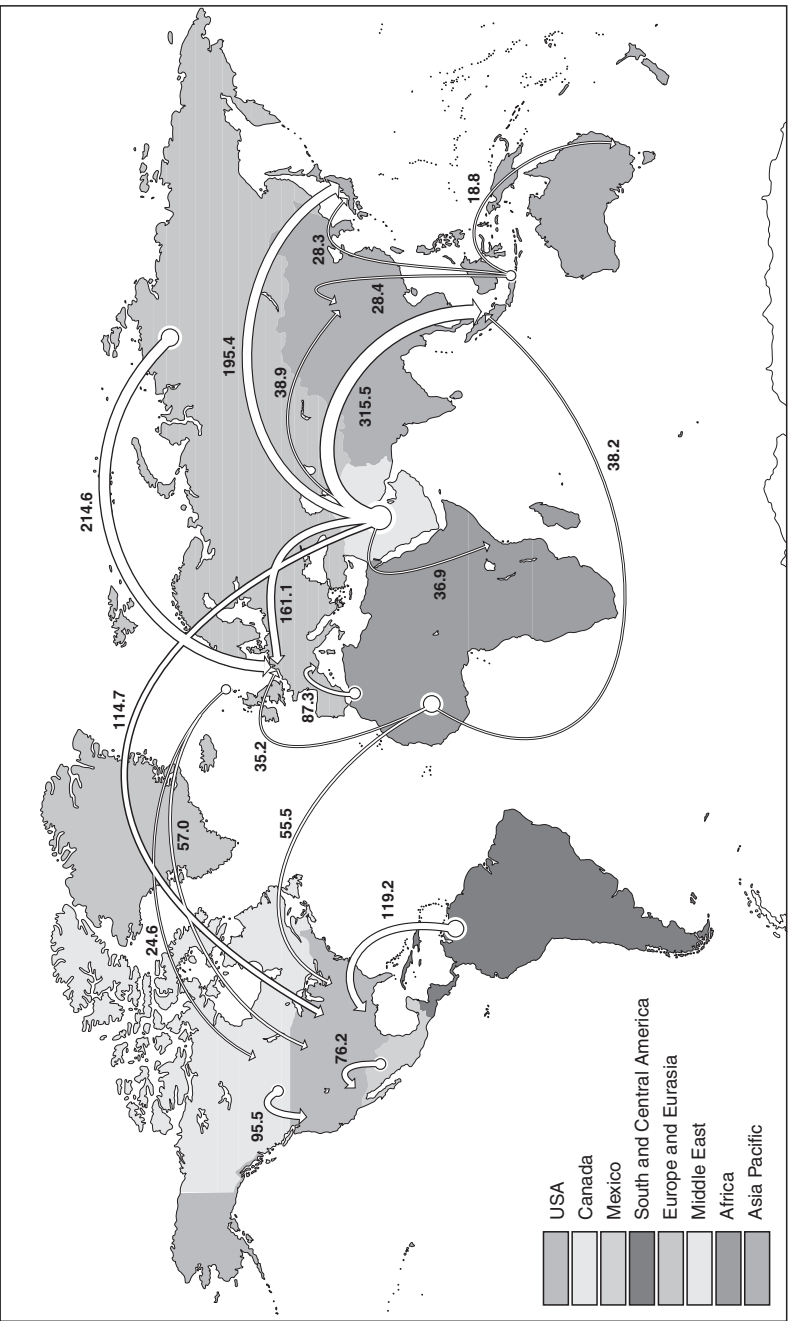 214.6
114.7
195.4
24.6
57.0
28.3
38.9
161.1
28.4
18.8
35.2
87.3
315.5
95.5
55.5
76.2
36.9
119.2
38.2
USA
Canada
Mexico
South and Central America
Europe and Eurasia
Middle East
Africa
Asia Pacific